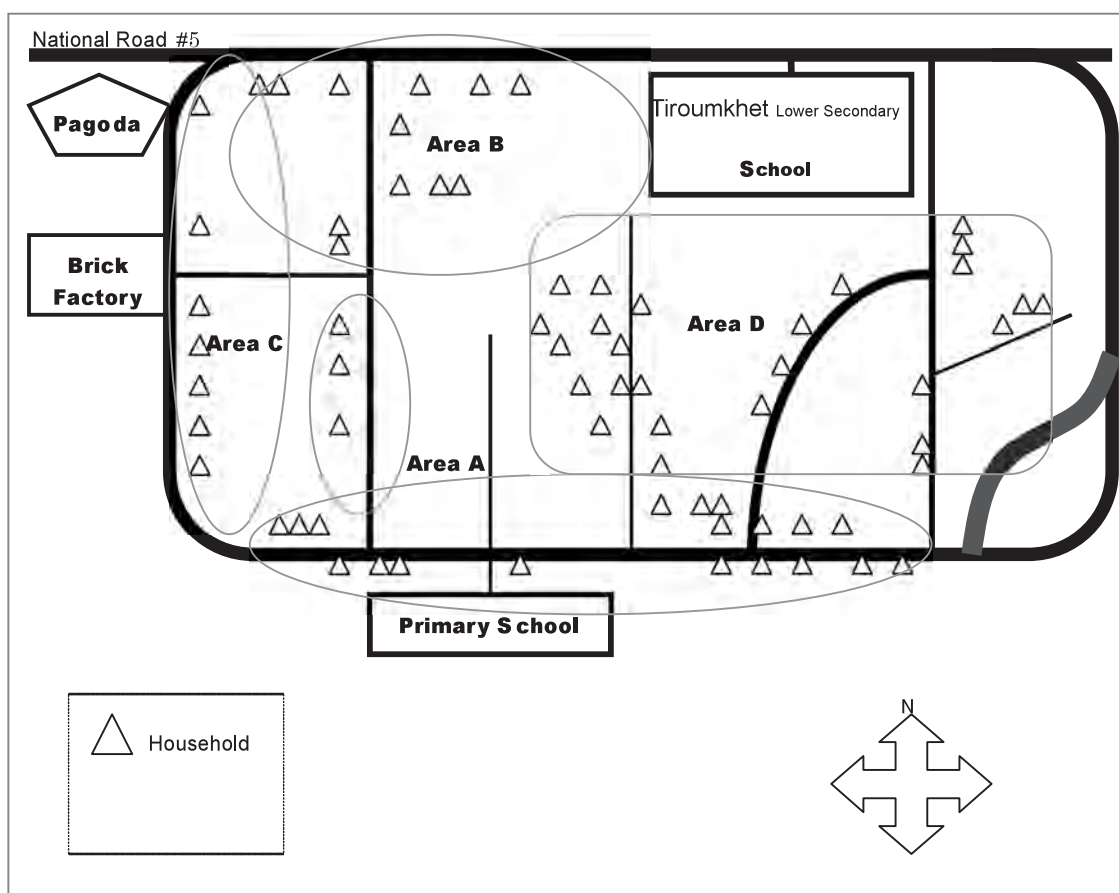 National Road #5
Pagoda
Tiroumkhet Lower Secondary
School
Area B
Brick
Factory
Area C
Area D
Area A
Primary School
Household
N